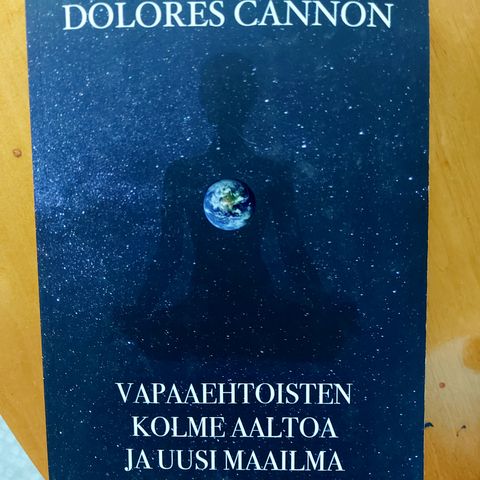 DOLORES CANNON
VAPAAEHTOISTEN
KOLME AALTOA
JA UUSI MAAILMA